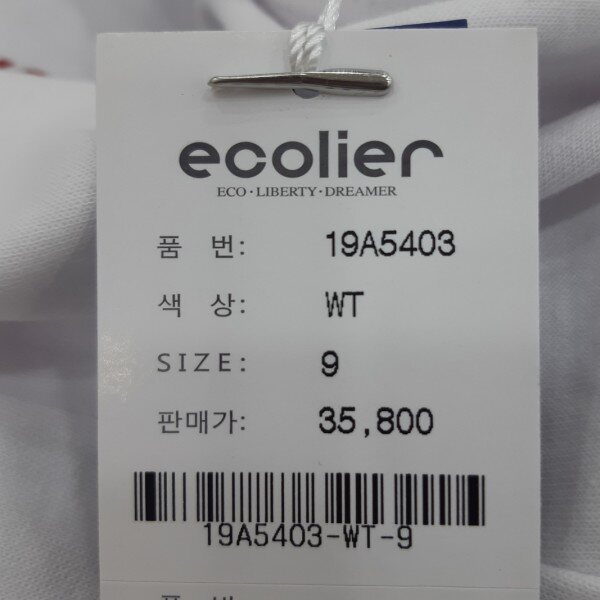 ecolier
ECO·LIBERTY·DREAMER
품 번: 19A5403
색 상: WT
SIZE: 9
판매가: 35,800
19A5403-WT-9